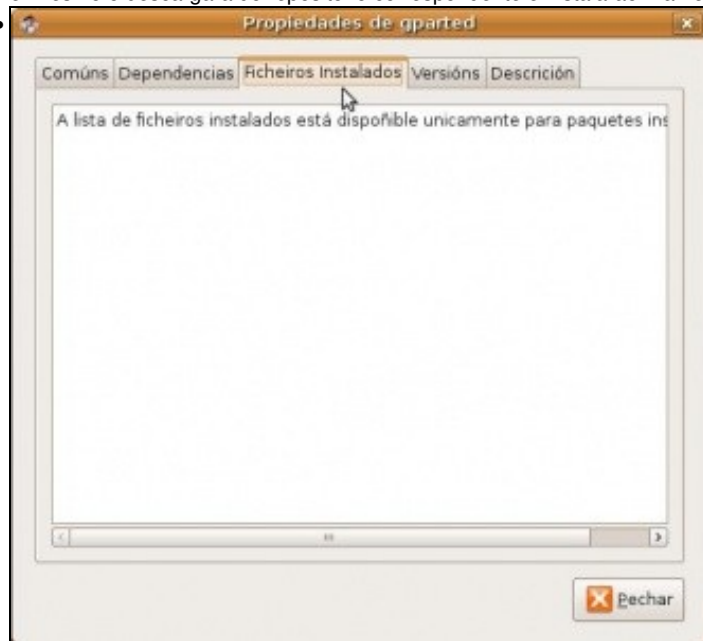 Propiedades de gparted
Comúns Dependencias Ficheiros Instalados Versións Descrición
A lista de ficheiros instalados está dispoñible unicamente para paquetes ins
Pechar